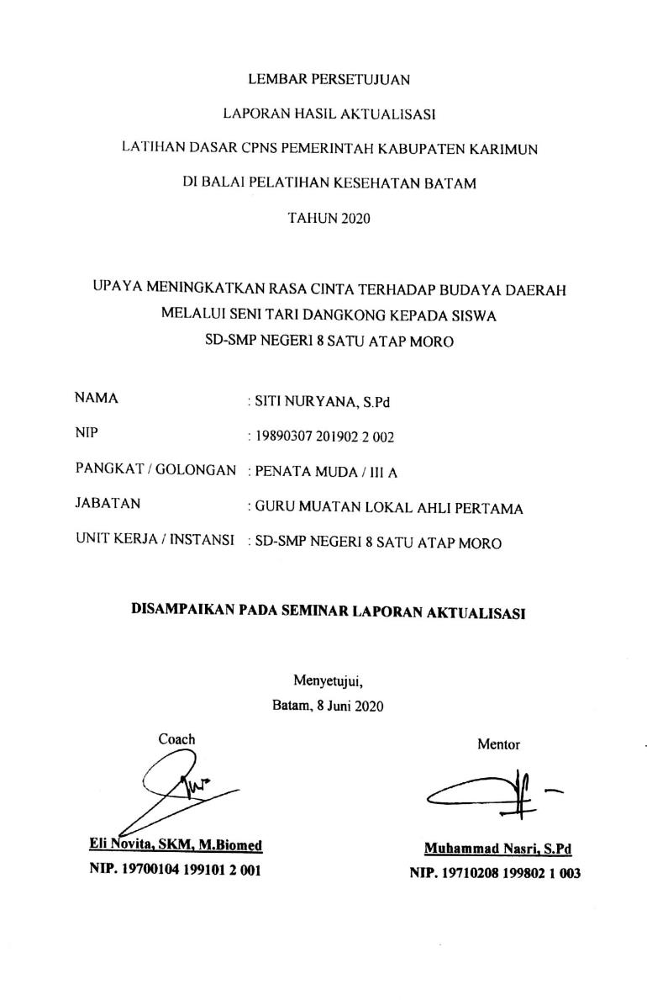 LEMBAR PERSETUJUAN
LAPORAN HASIL AKTUALISASI
LATIHAN DASAR CPNS PEMERINTAH KABUPATEN KARIMUN
DI BALAI PELATIHAN KESEHATAN BATAM
TAHUN 2020
UPAYA MENINGKATKAN RASA CINTA TERHADAP BUDAYA DAERAH
MELALUI SENI TARI DANGKONG KEPADA SISWA
SD-SMP NEGERI 8 SATU ATAP MORO
NAMA : SITI NURYANA, S.Pd
NIP : 19890307 201902 2 002
PANGKAT / GOLONGAN : PENATA MUDA / III A
JABATAN : GURU MUATAN LOKAL AHLI PERTAMA
UNIT KERJA / INSTANSI : SD-SMP NEGERI 8 SATU ATAP MORO
DISAMPAIKAN PADA SEMINAR LAPORAN AKTUALISASI
Menyetujui,
Batam, 8 Juni 2020
Coach
Eli Novita, SKM, M.Biomed
NIP. 19700104 199101 2 001
Mentor
Muhammad Nasri, S.Pd
NIP. 19710208 199802 1 003